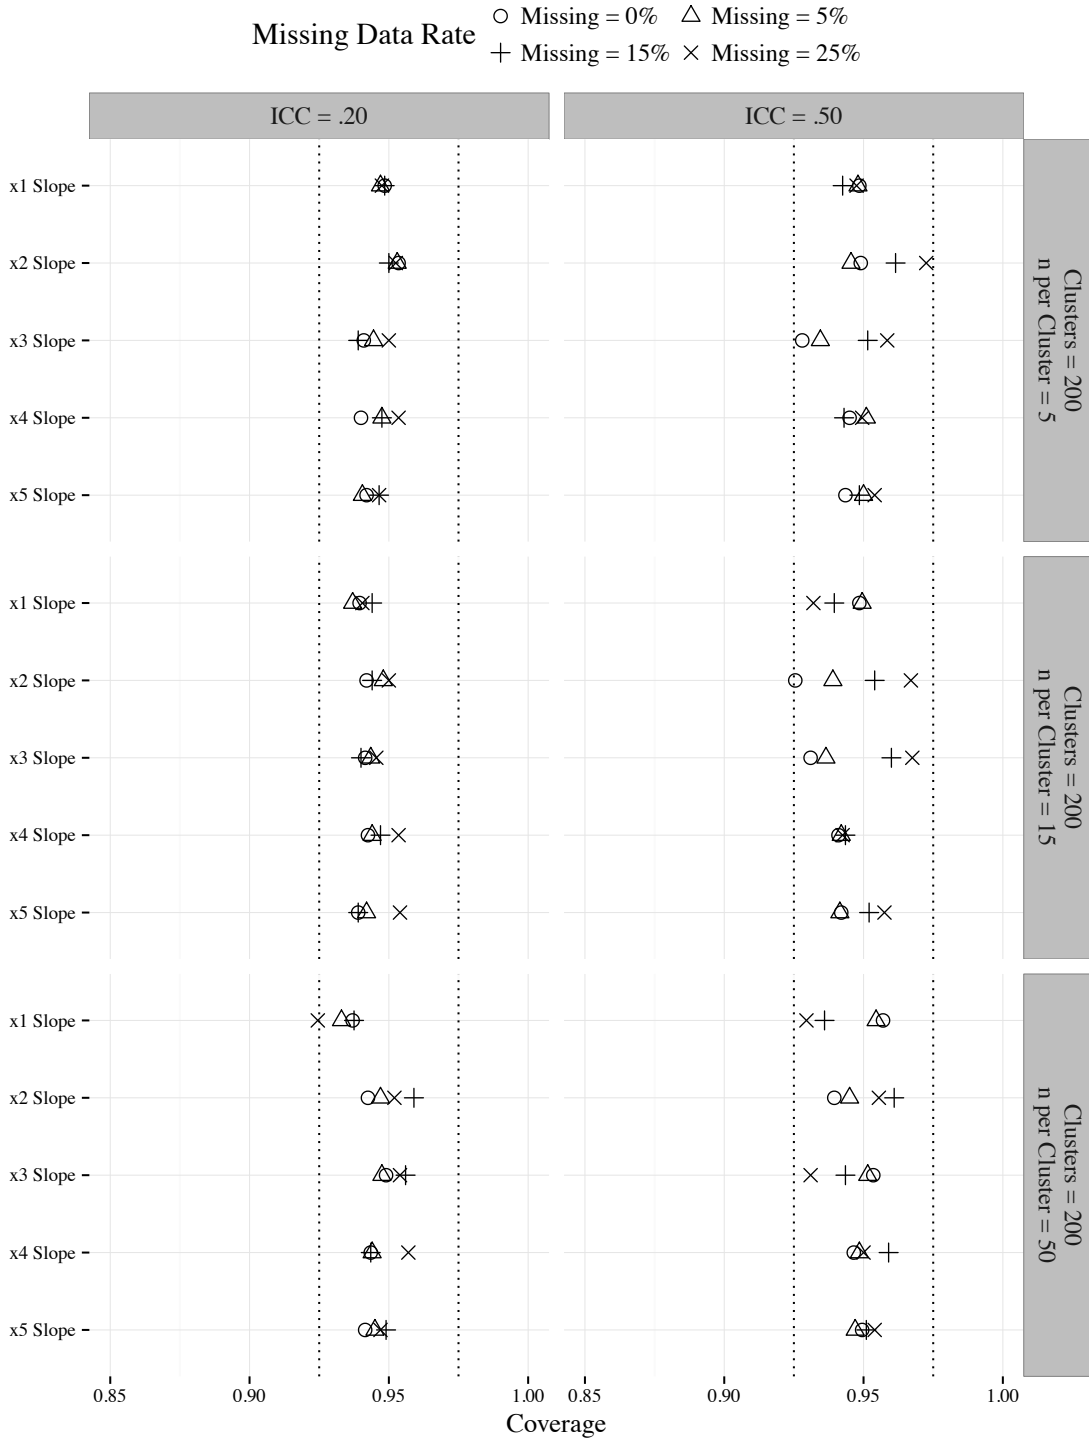 Missing Data Rate
Missing = 0% Missing = 5%
Missing = 15% Missing = 25%
ICC = .20 ICC = .50
x1 Slope
x2 Slope
x3 Slope
x4 Slope
x5 Slope
Clusters = 200
n per Cluster = 5
x1 Slope
x2 Slope
x3 Slope
x4 Slope
x5 Slope
Clusters = 200
n per Cluster = 15
x1 Slope
x2 Slope
x3 Slope
x4 Slope
x5 Slope
Clusters = 200
n per Cluster = 50
0.85 0.90 0.95 1.00 0.85 0.90 0.95 1.00
Coverage